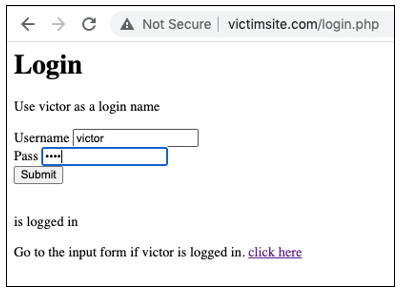 Not Secure | victimsite.com/login.php
Login
Use victor as a login name
Username victor
Pass ••••
Submit
is logged in
Go to the input form if victor is logged in. click here